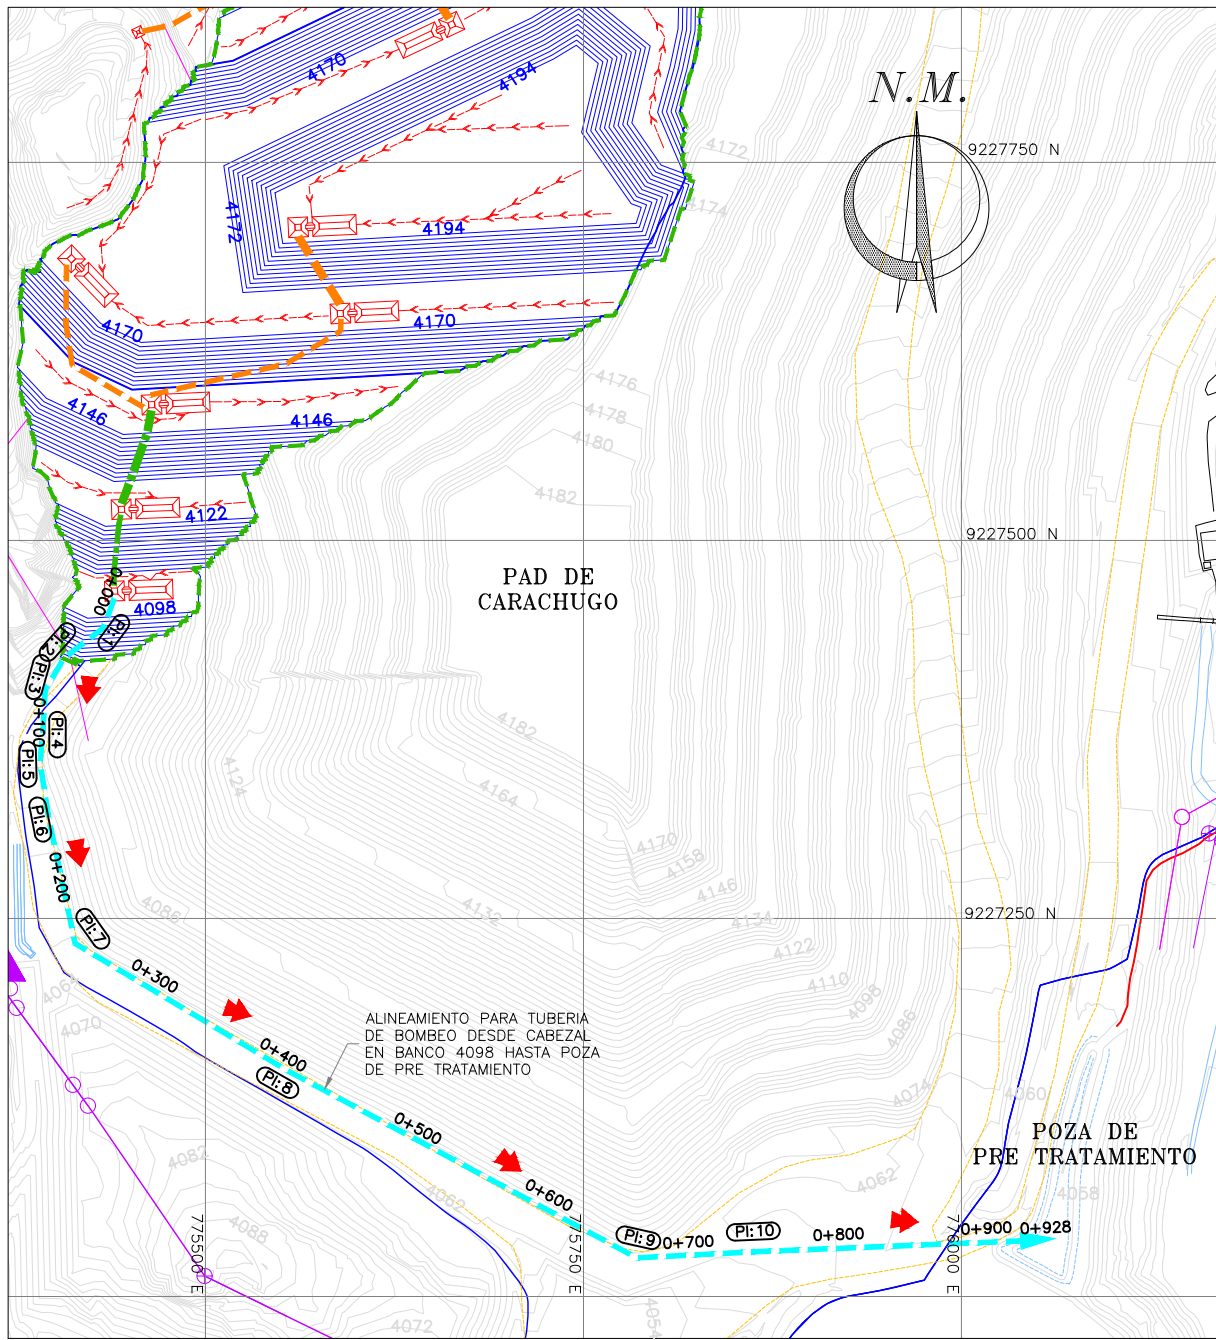 4170
4194
N.M.
4172
9227750 N
4174
4172
4194
4170
4170
4176
4146
4146
4178
4180
4182
4122
9227500 N
PAD DE
CARACHUGO
0+000
4098
PI:1
PI:2
PI:3
0+100
PI:4
PI:5
PI:6
4182
4124
4164
4170
4158
4146
0+200
4086
4132
4134
9227250 N
PI:7
4122
0+300
4110
4064
4098
4070
4086
ALINEAMIENTO PARA TUBERIA
DE BOMBEO DESDE CABEZAL
EN BANCO 4098 HASTA POZA
DE PRE TRATAMIENTO
0+400
PI:8
4074
4060
0+500
POZA DE
PRE TRATAMIENTO
4082
4062
4062
4058
0+600
775500 E
775750 E
776000 E
4088
PI:9
0+700
PI:10
0+800
0+900
0+928
4072
4054